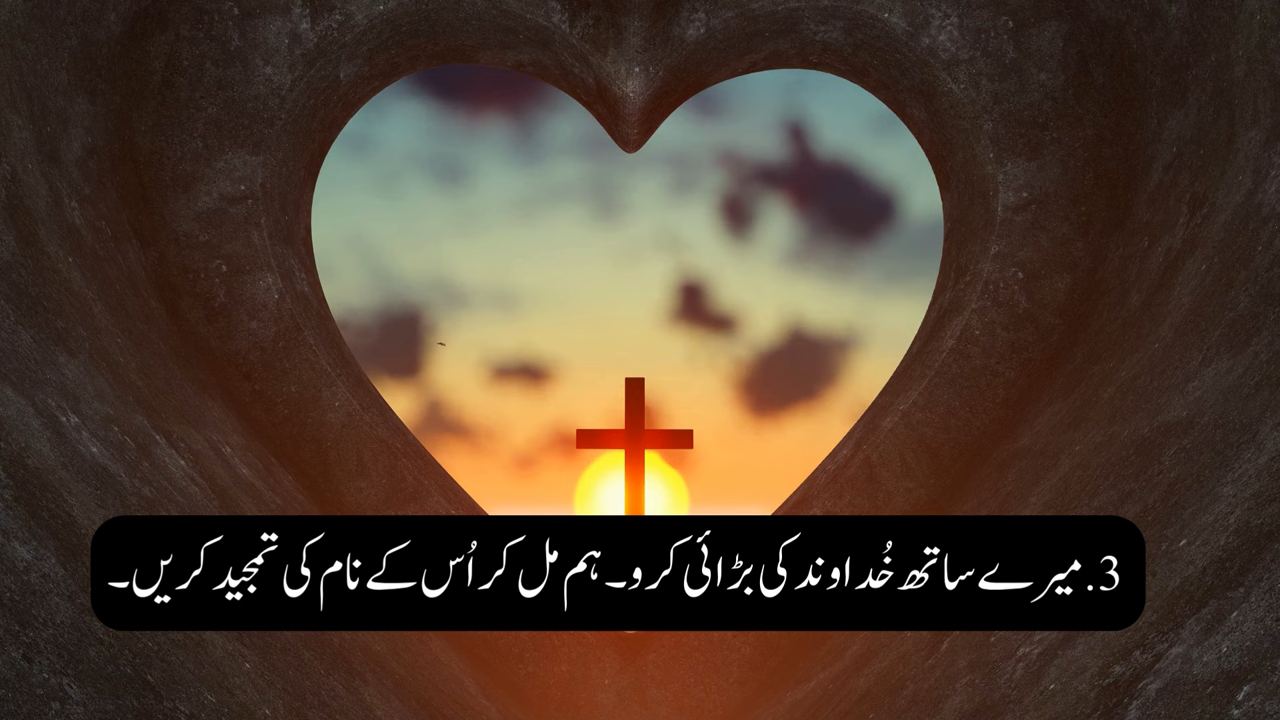 3. میرے ساتھ خُداوند کی بڑائی کرو۔ ہم مل کر اُس کے نام کی تمجید کریں۔